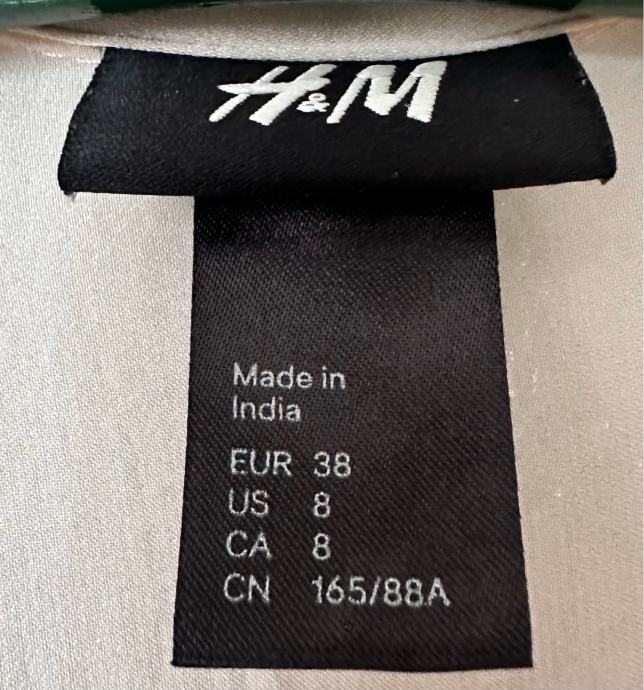 H&M
Made in
India
EUR 38
US 8
CA 8
CN 165/88A